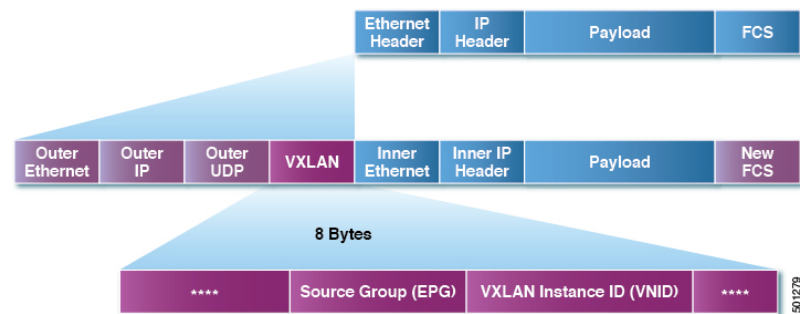 Ethernet Header
IP Header
Payload
FCS
Outer Ethernet
Outer IP
Outer UDP
VXLAN
Inner Ethernet
Inner IP Header
Payload
New FCS
8 Bytes
****
Source Group (EPG)
VXLAN Instance ID (VNID)
****
501279